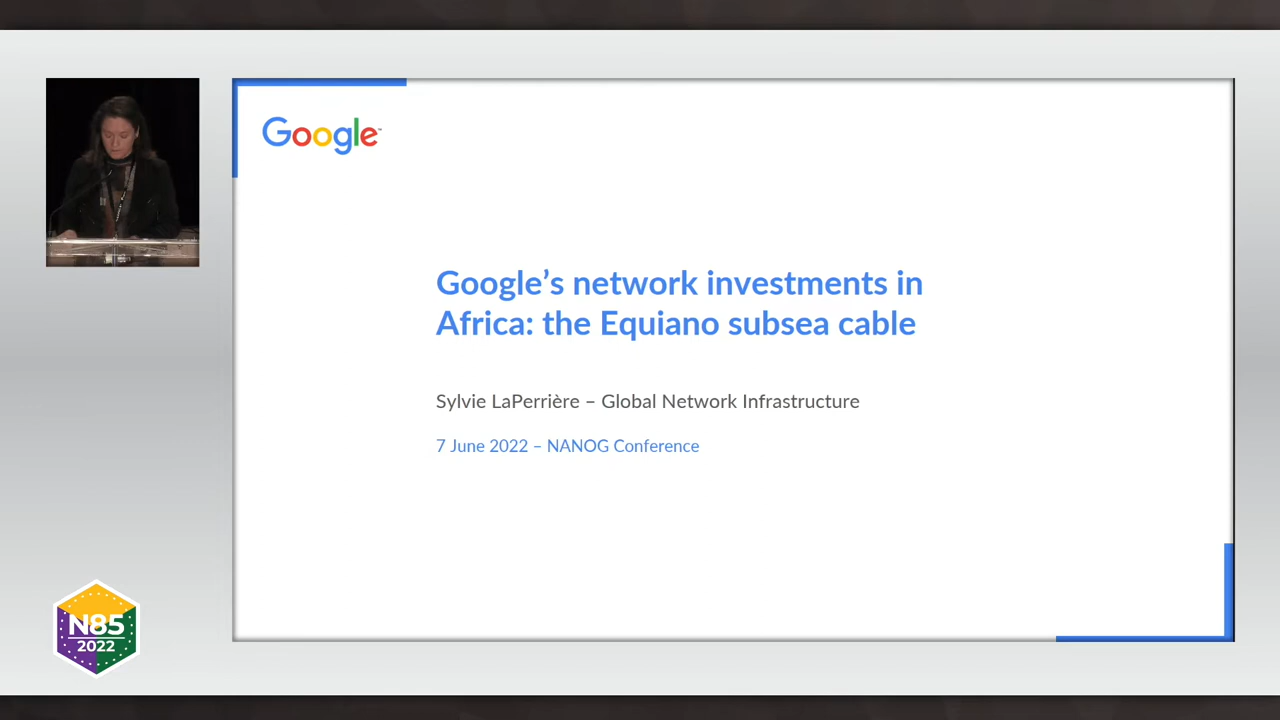 Google™
Google’s network investments in
Africa: the Equiano subsea cable
Sylvie LaPerrière – Global Network Infrastructure
7 June 2022 – NANOG Conference
N85
2022